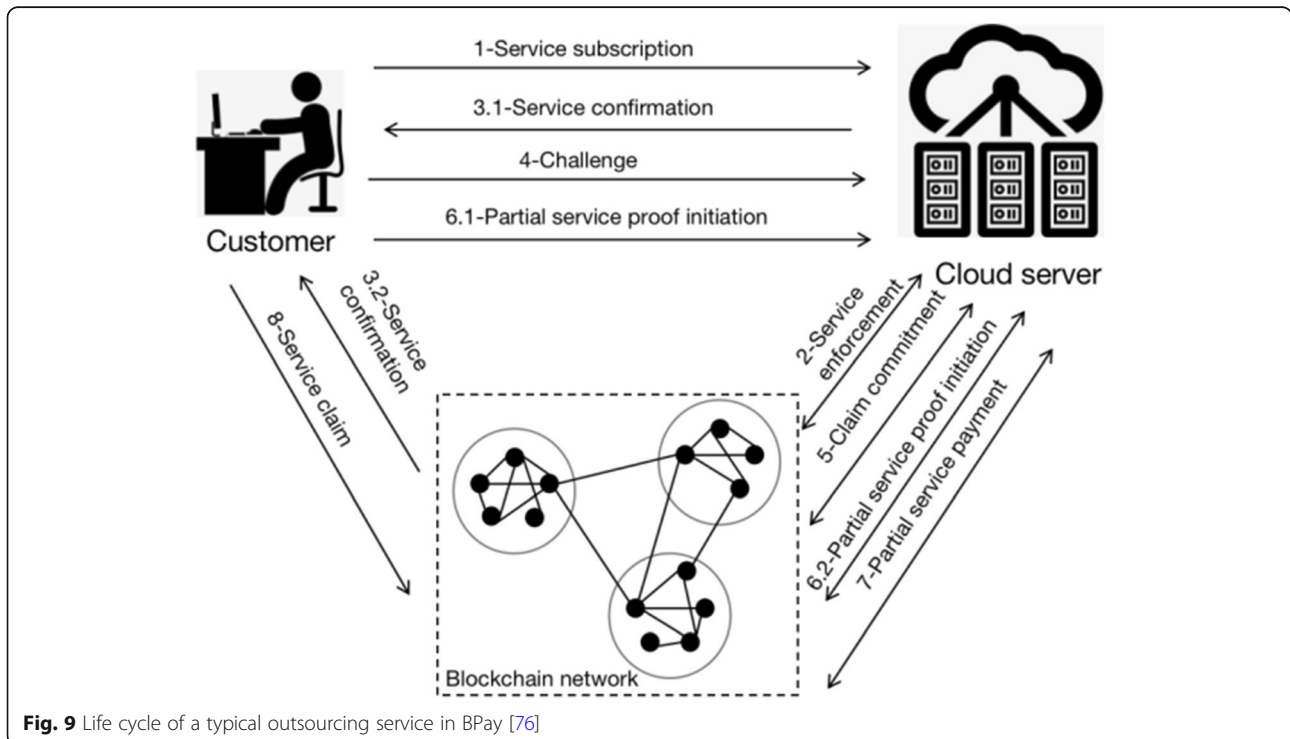 1-Service subscription
3.1-Service confirmation
4-Challenge
6.1-Partial service proof initiation
Customer
Cloud server
8-Service claim
3.2-Service
confirmation
2-Service
enforcement
5-Claim commitment
6.2-Partial service proof initiation
7-Partial service payment
Blockchain network
Fig. 9 Life cycle of a typical outsourcing service in BPay [76]